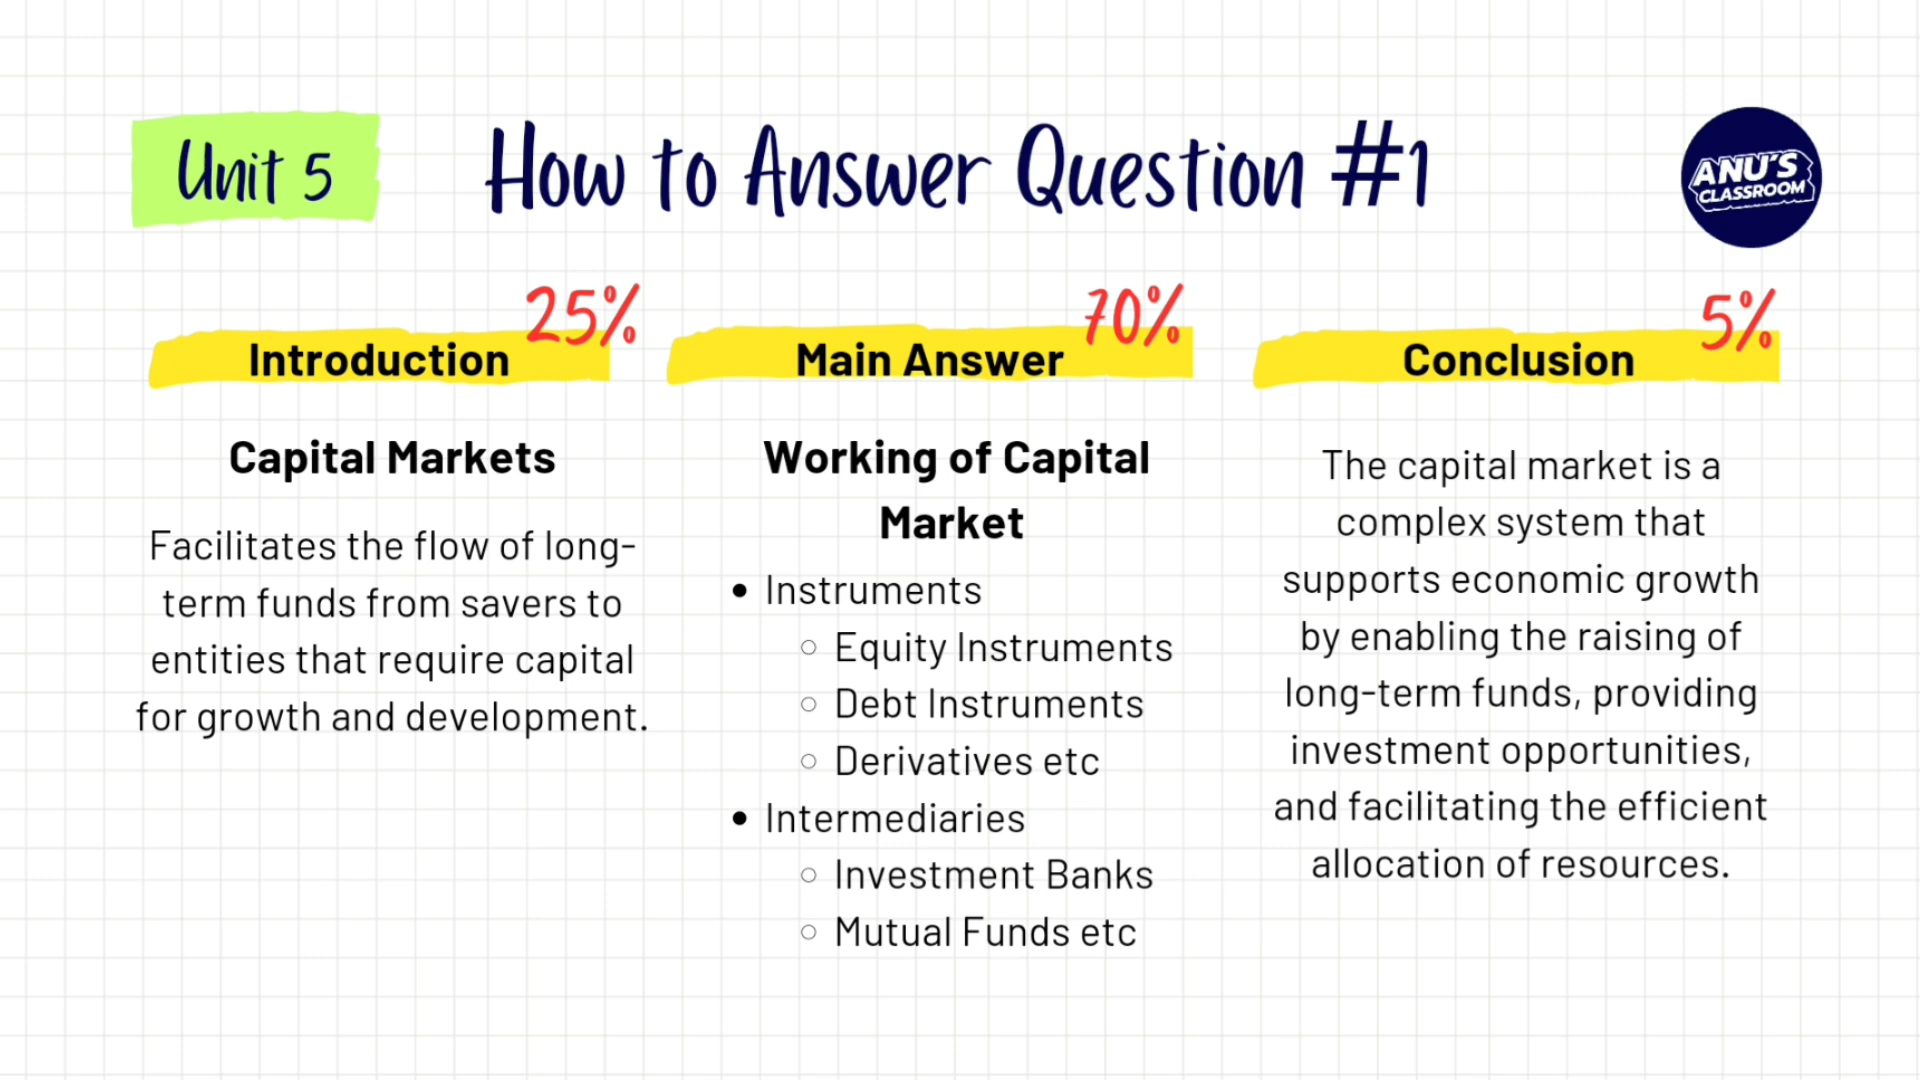 Unit 5
How to Answer Question #1
ANU'S
CLASSROOM
25%
Introduction
Capital Markets
Facilitates the flow of long-
term funds from savers to
entities that require capital
for growth and development.
70%
Main Answer
Working of Capital
Market
• Instruments
○ Equity Instruments
○ Debt Instruments
○ Derivatives etc
• Intermediaries
○ Investment Banks
○ Mutual Funds etc
5%
Conclusion
The capital market is a
complex system that
supports economic growth
by enabling the raising of
long-term funds, providing
investment opportunities,
and facilitating the efficient
allocation of resources.